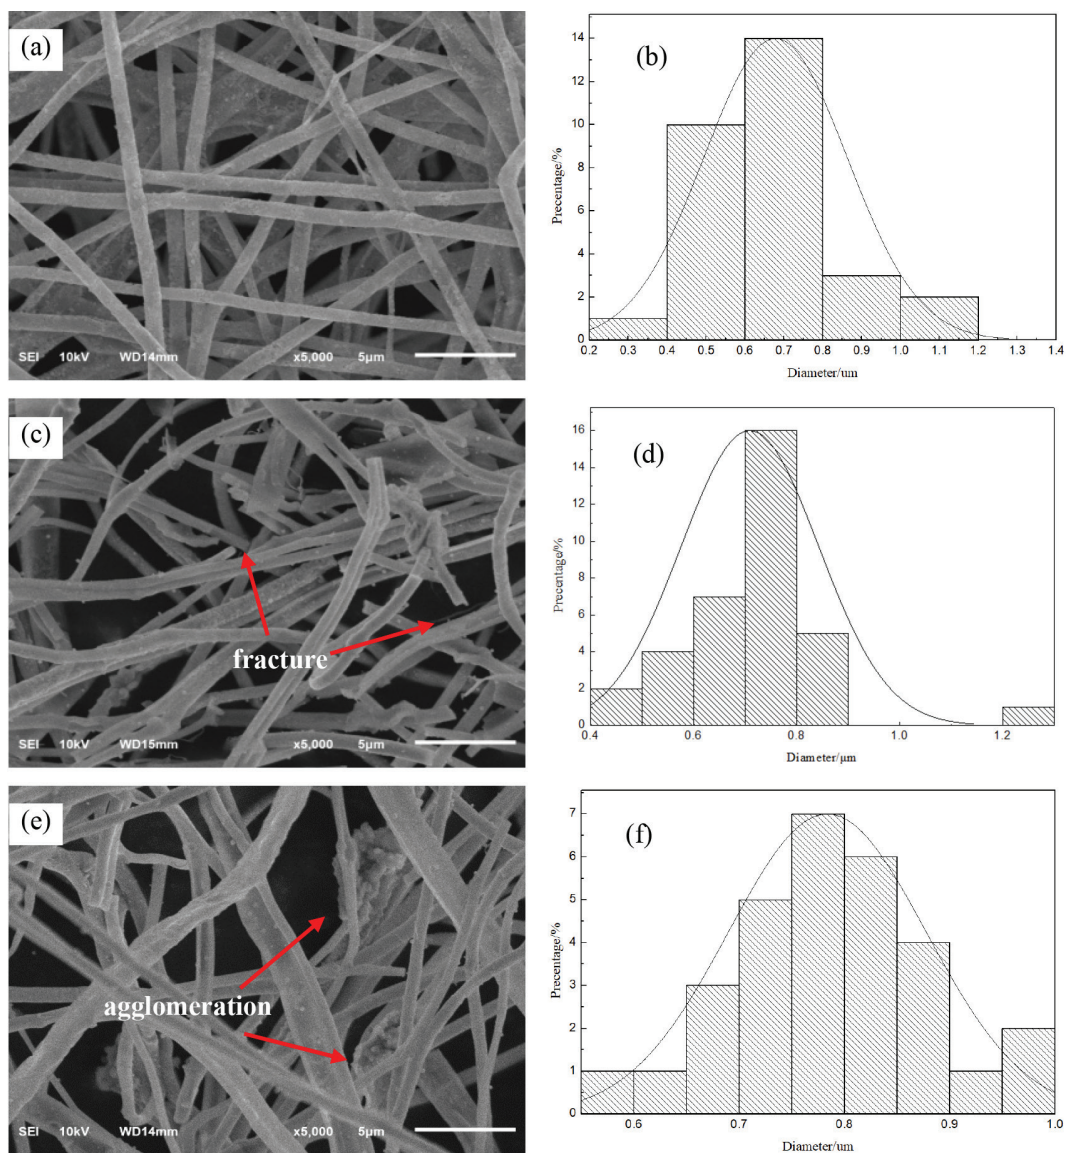 (a)
SEI 10kV WD14mm x5,000 5μm
(b)
Precentage/%
14
12
10
8
6
4
2
0
0.2 0.3 0.4 0.5 0.6 0.7 0.8 0.9 1.0 1.1 1.2 1.3 1.4
Diameter/um
(c)
fracture
SEI 10kV WD15mm x5,000 5μm
(d)
Precentage/%
16
14
12
10
8
6
4
2
0
0.4 0.6 0.8 1.0 1.2
Diameter/μm
(e)
agglomeration
SEI 10kV WD14mm x5,000 5μm
(f)
Precentage/%
7
6
5
4
3
2
1
0
0.6 0.7 0.8 0.9 1.0
Diameter/um